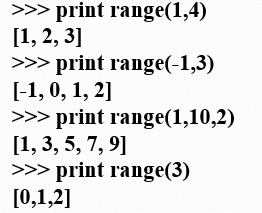 >>> print range(1,4)
[1, 2, 3]
>>> print range(-1,3)
[-1, 0, 1, 2]
>>> print range(1,10,2)
[1, 3, 5, 7, 9]
>>> print range(3)
[0,1,2]